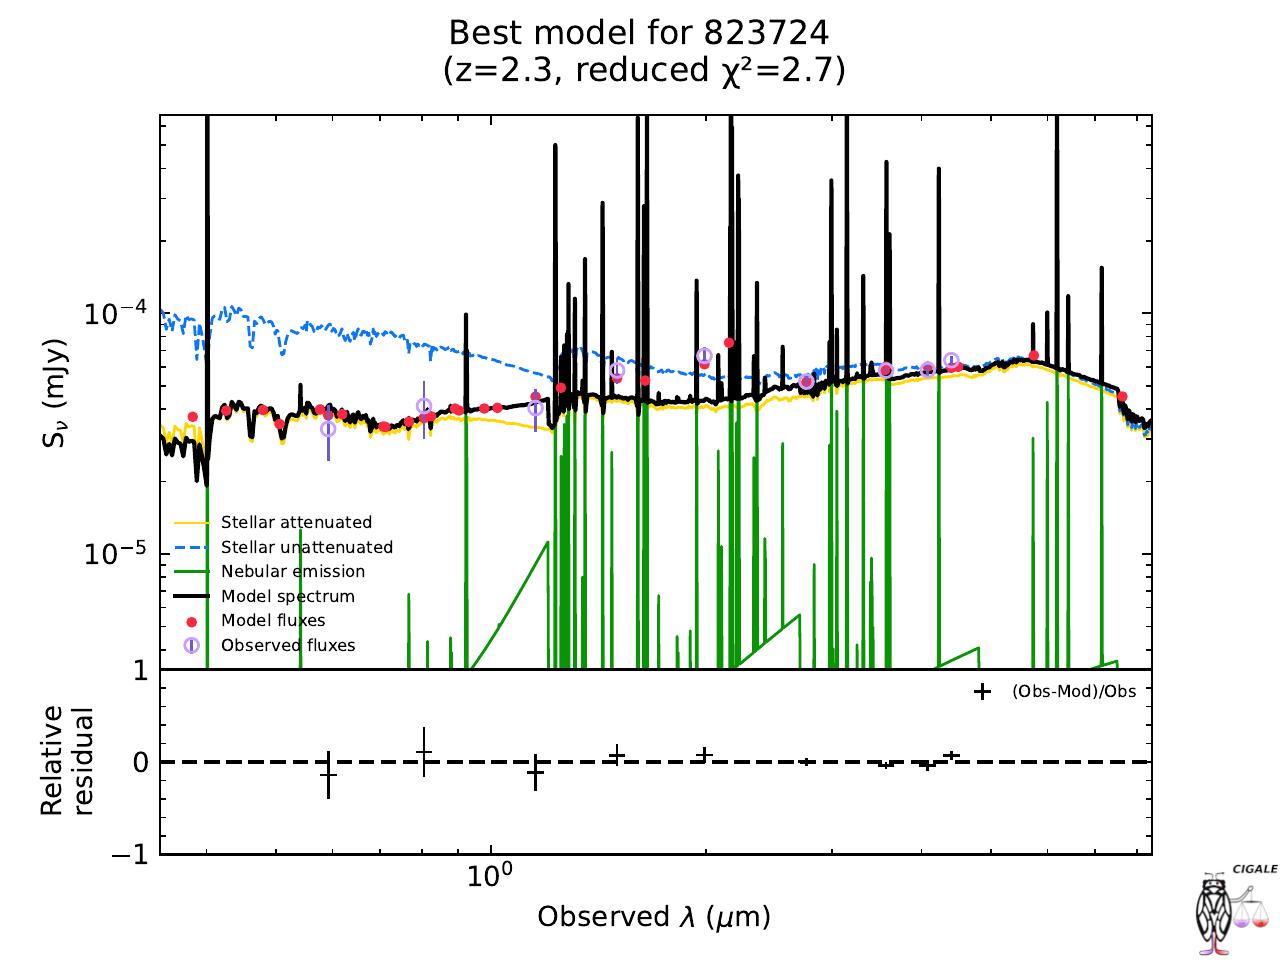 Best model for 823724
(z=2.3, reduced χ²=2.7)
S𝜈 (mJy)
10⁻⁴
10⁻⁵
Stellar attenuated
Stellar unattenuated
Nebular emission
Model spectrum
Model fluxes
Observed fluxes
1
(Obs-Mod)/Obs
Relative
residual
0
−1
10⁰
Observed λ (μm)
CIGALE